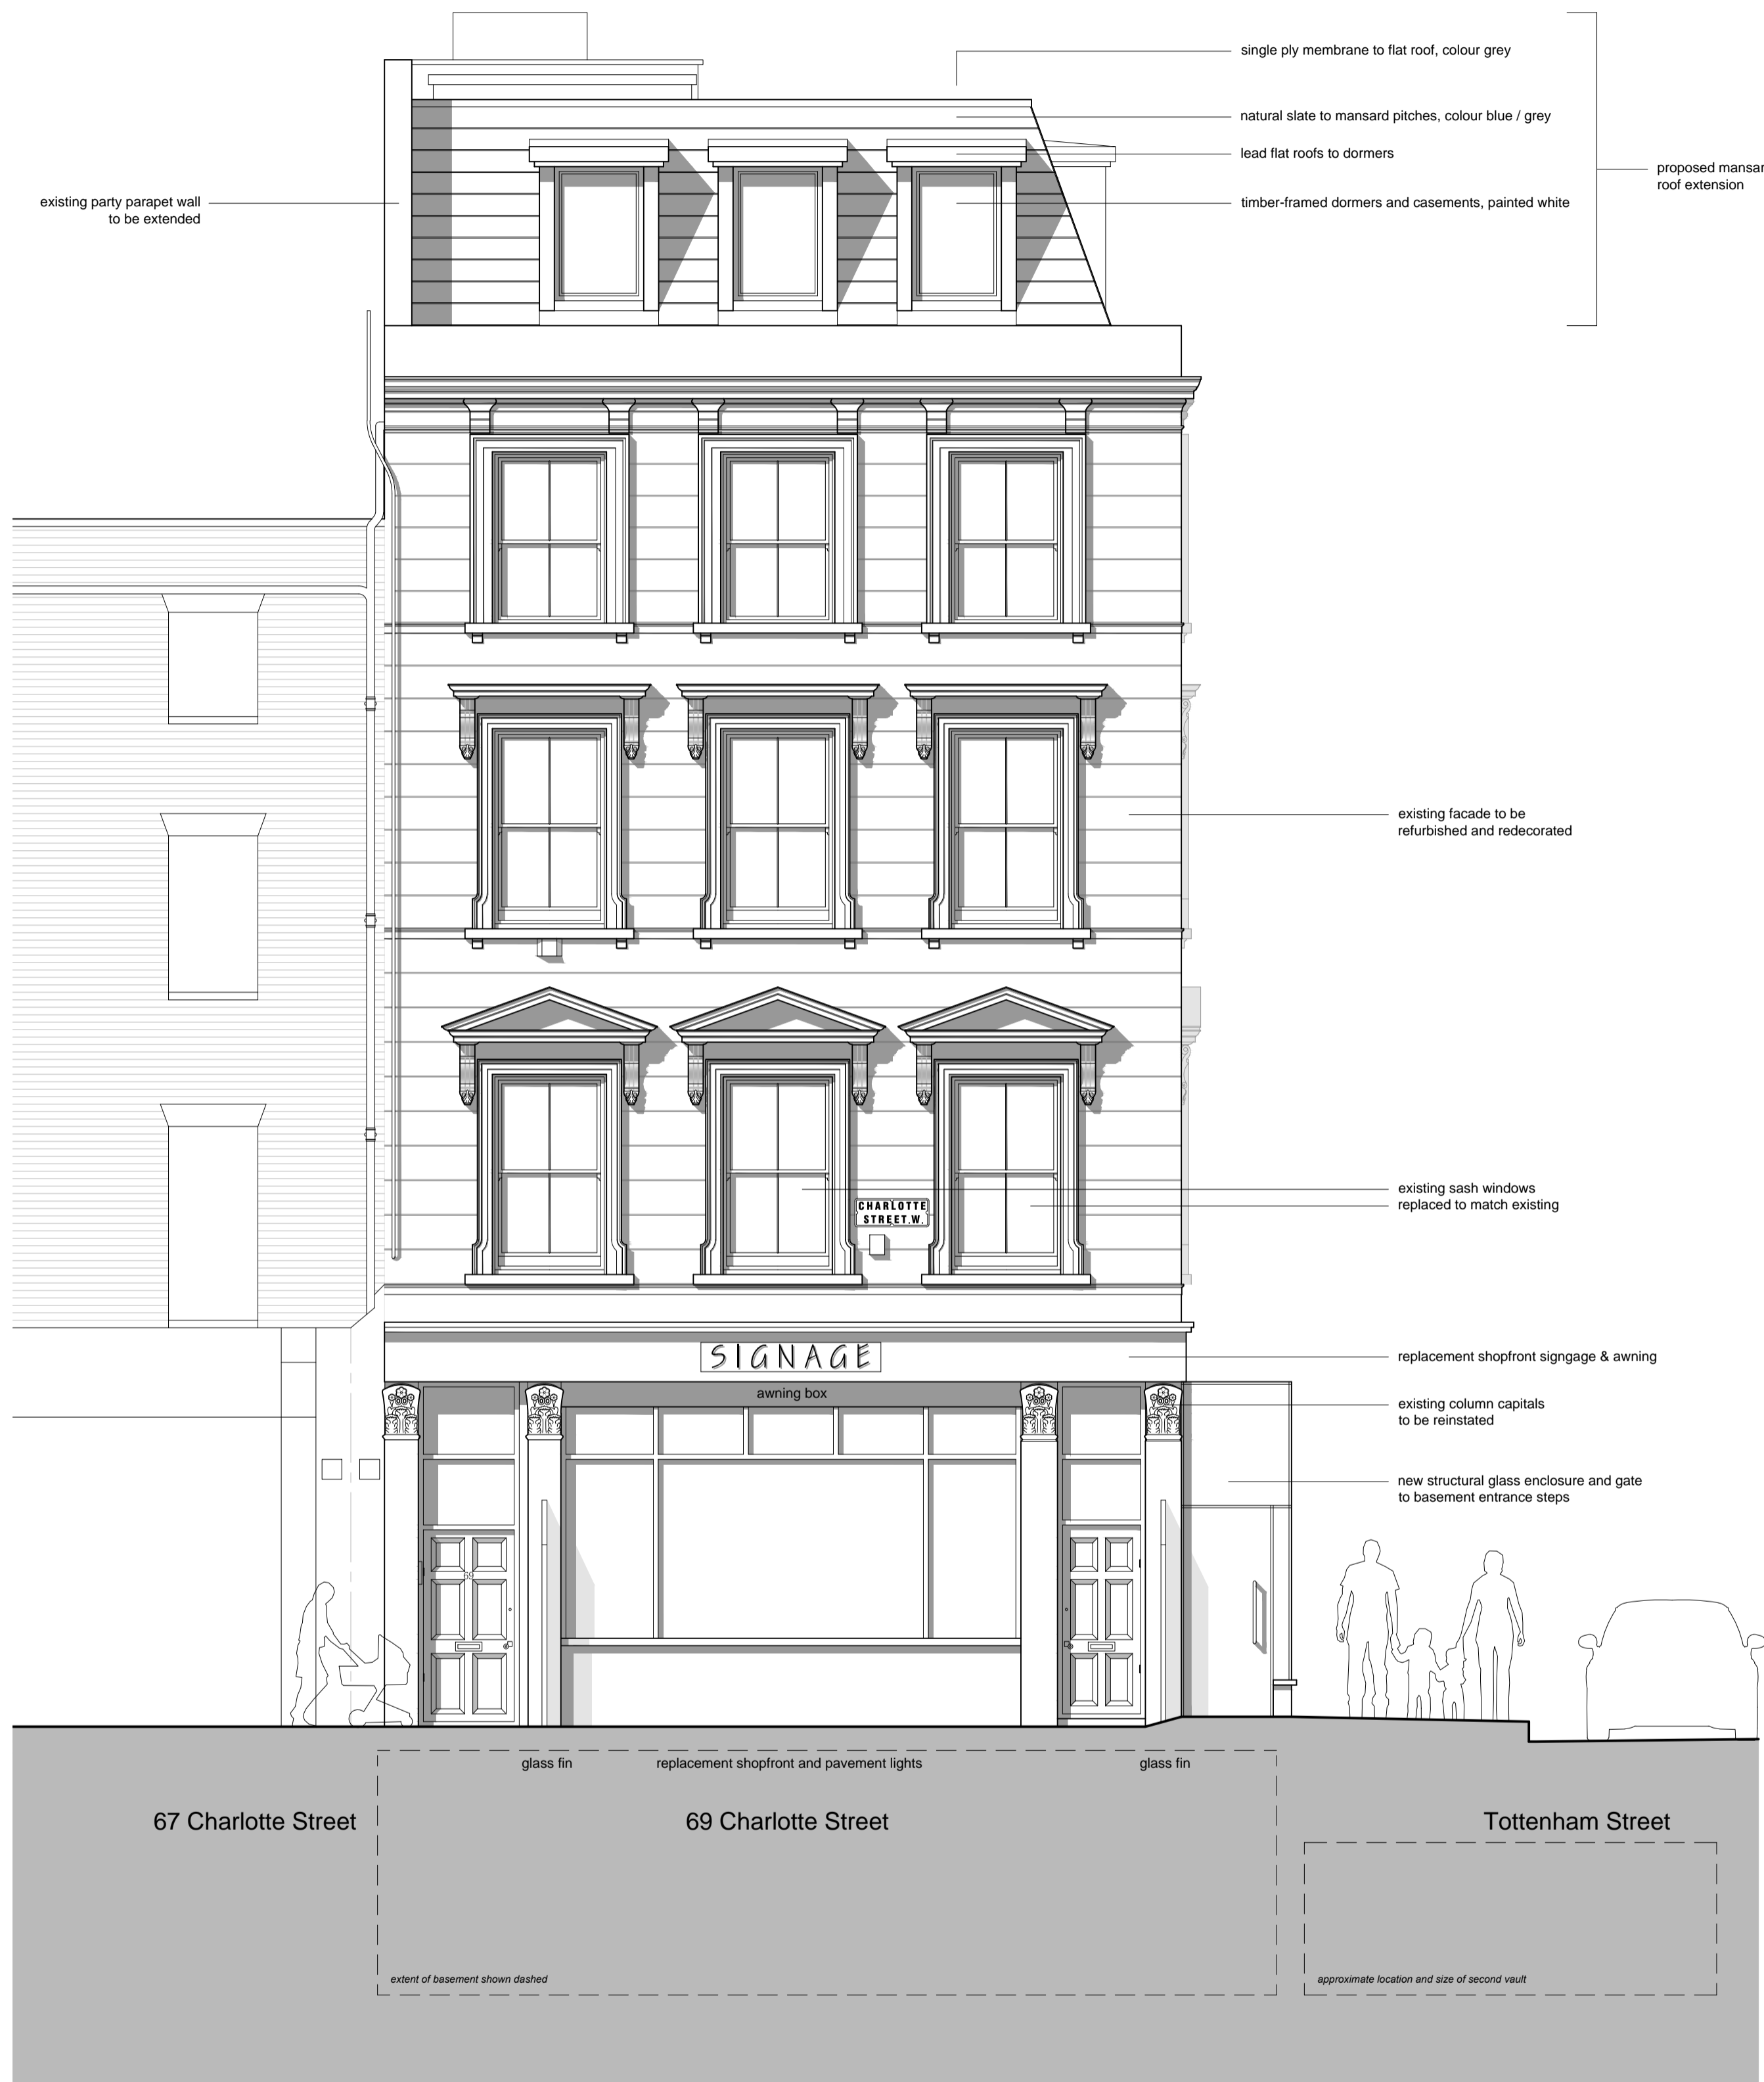 single ply membrane to flat roof, colour grey
natural slate to mansard pitches, colour blue / grey
lead flat roofs to dormers
proposed mansar
roof extension
existing party parapet wall
to be extended
timber-framed dormers and casements, painted white
existing facade to be
refurbished and redecorated
existing sash windows
replaced to match existing
CHARLOTTE
STREET.W.
SIGNAGE
replacement shopfront signgage & awning
awning box
existing column capitals
to be reinstated
new structural glass enclosure and gate
to basement entrance steps
69
glass fin
replacement shopfront and pavement lights
glass fin
67 Charlotte Street
69 Charlotte Street
Tottenham Street
extent of basement shown dashed
approximate location and size of second vault